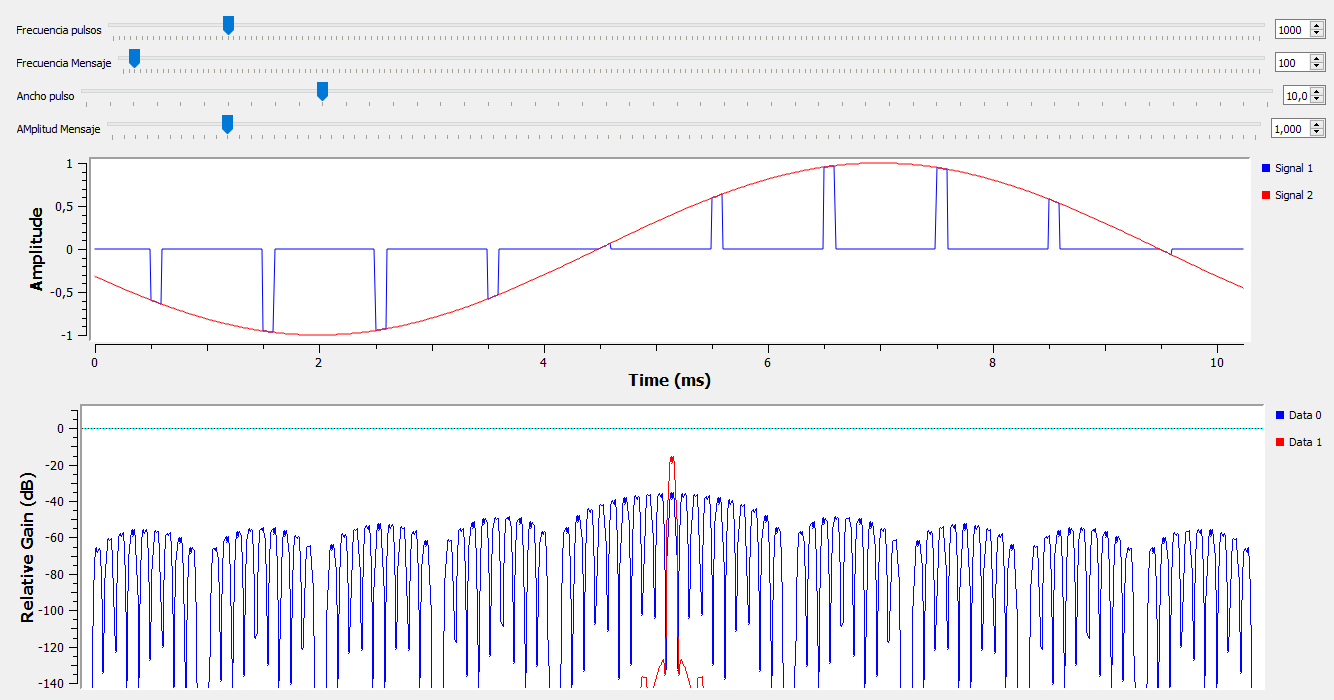 Frecuencia pulsos 1000
Frecuencia Mensaje 100
Ancho pulso 10,0
AMplitud Mensaje 1,000
Amplitude
1
0,5
0
-0,5
-1
Signal 1
Signal 2
0 2 4 6 8 10
Time (ms)
Relative Gain (dB)
0
-20
-40
-60
-80
-100
-120
-140
Data 0
Data 1